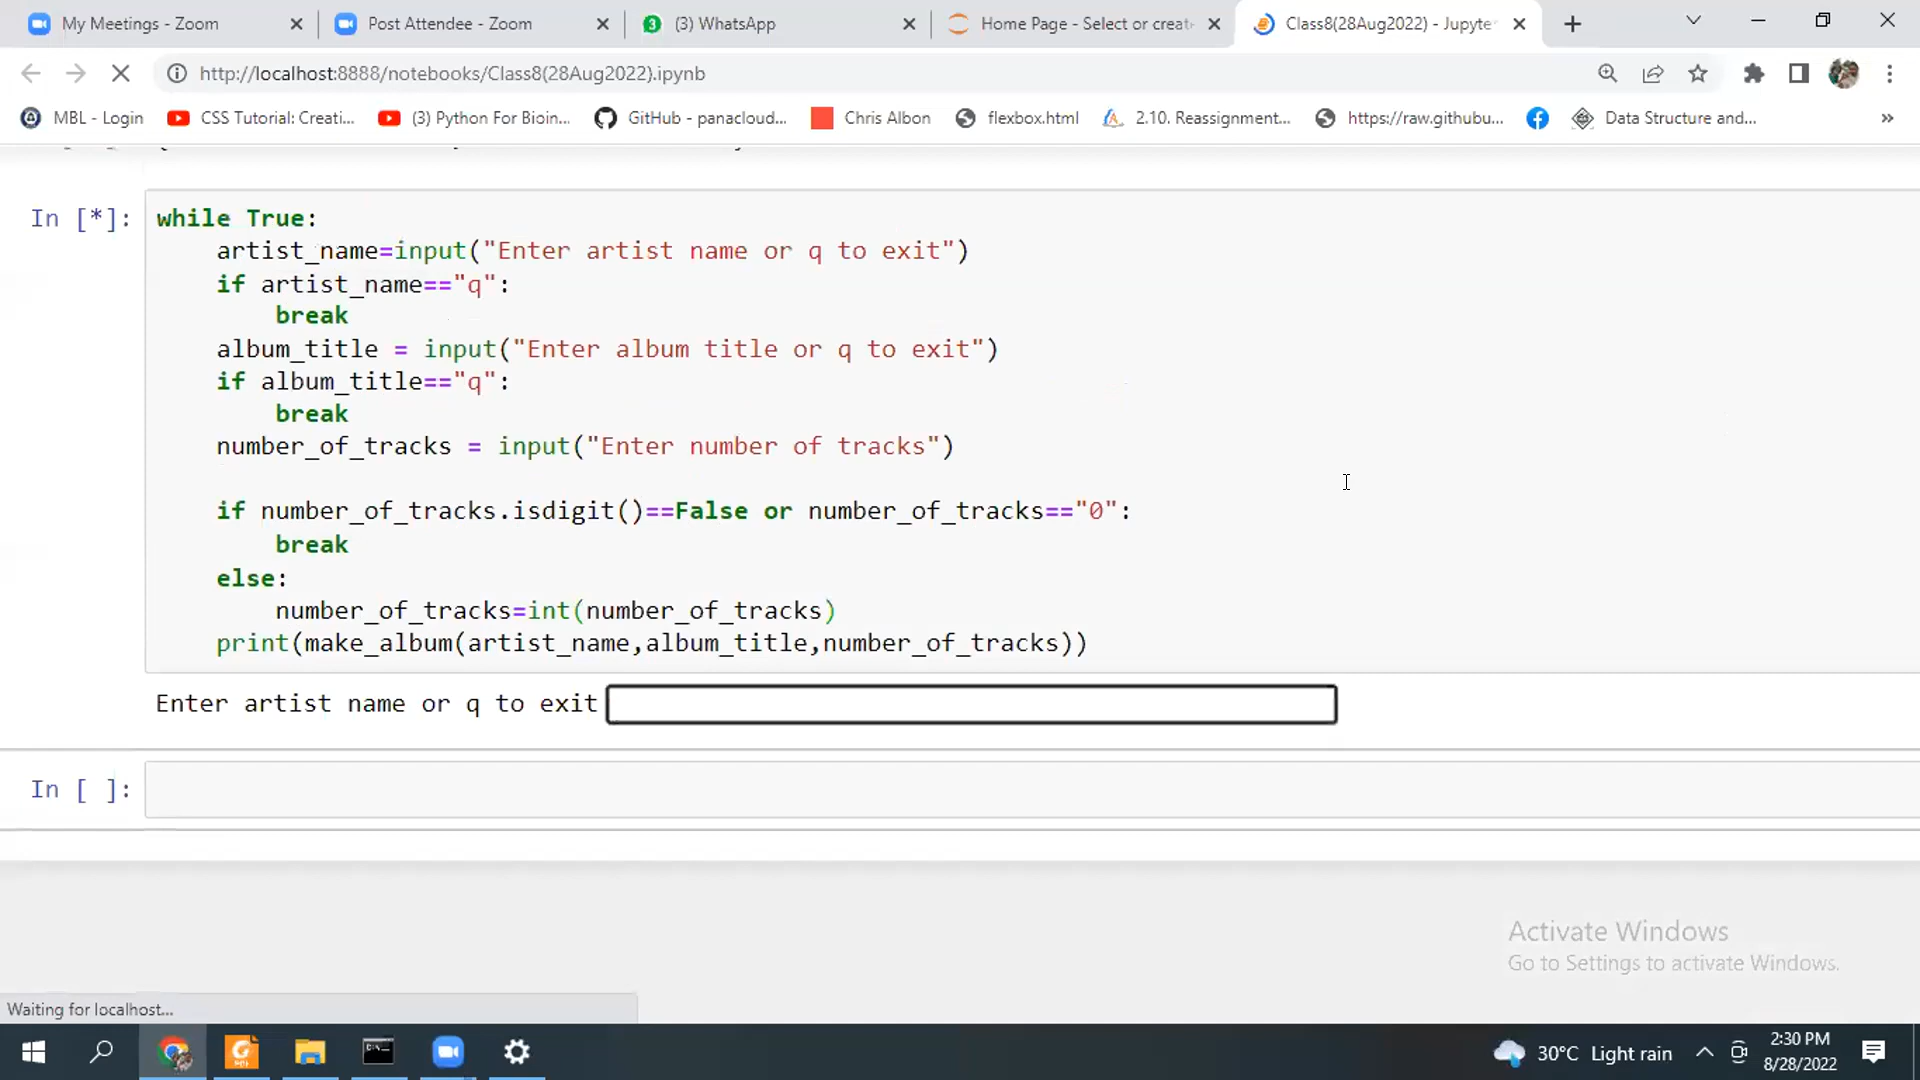 My Meetings - Zoom
Post Attendee - Zoom
3 (3) WhatsApp
Home Page - Select or creat
Class8(28Aug2022) - Jupyte
http://localhost:8888/notebooks/Class8(28Aug2022).ipynb
MBL - Login
CSS Tutorial: Creati...
(3) Python For Bioin...
GitHub - panacloud...
Chris Albon
flexbox.html
2.10. Reassignment...
https://raw.githubu...
Data Structure and...
»
In [*]:
while True:
artist_name=input("Enter artist name or q to exit")
if artist_name=="q":
break
album_title = input("Enter album title or q to exit")
if album_title=="q":
break
number_of_tracks = input("Enter number of tracks")
if number_of_tracks.isdigit()==False or number_of_tracks=="0":
break
else:
number_of_tracks=int(number_of_tracks)
print(make_album(artist_name,album_title,number_of_tracks))
Enter artist name or q to exit
In [ ]:
Activate Windows
Go to Settings to activate Windows.
Waiting for localhost...
30°C Light rain
2:30 PM
8/28/2022